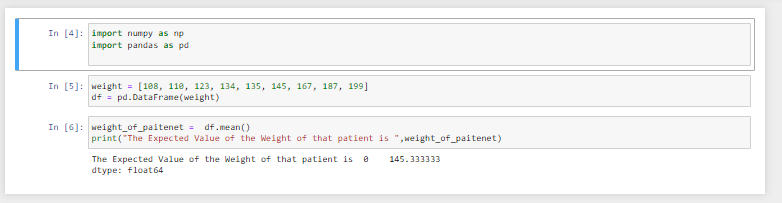 In [4]: import numpy as np
import pandas as pd
In [5]: weight = [108, 110, 123, 134, 135, 145, 167, 187, 199]
df = pd.DataFrame(weight)
In [6]: weight_of_paitenet =  df.mean()
print("The Expected Value of the Weight of that patient is ",weight_of_paitenet)
The Expected Value of the Weight of that patient is  0    145.333333
dtype: float64